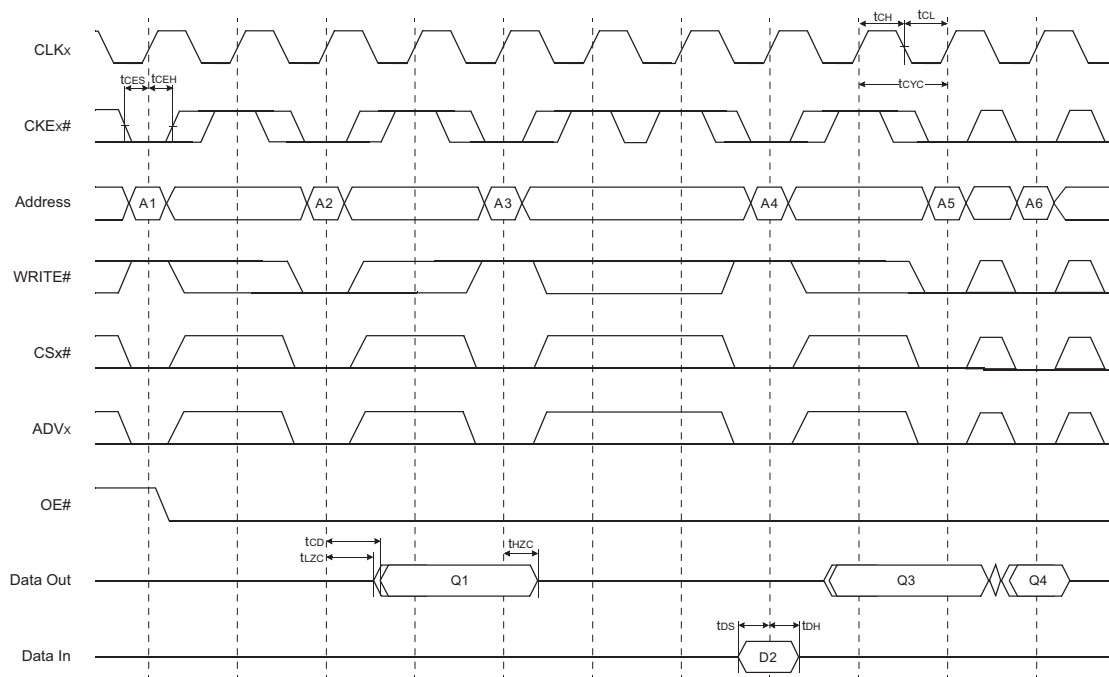 CLKx
tCH
tCL
tCYC
tCES
tCEH
CKEx#
Address
A1
A2
A3
A4
A5
A6
WRITE#
CSx#
ADVx
OE#
tCD
tLZC
tHZC
Data Out
Q1
Q3
Q4
tDS
tDH
Data In
D2